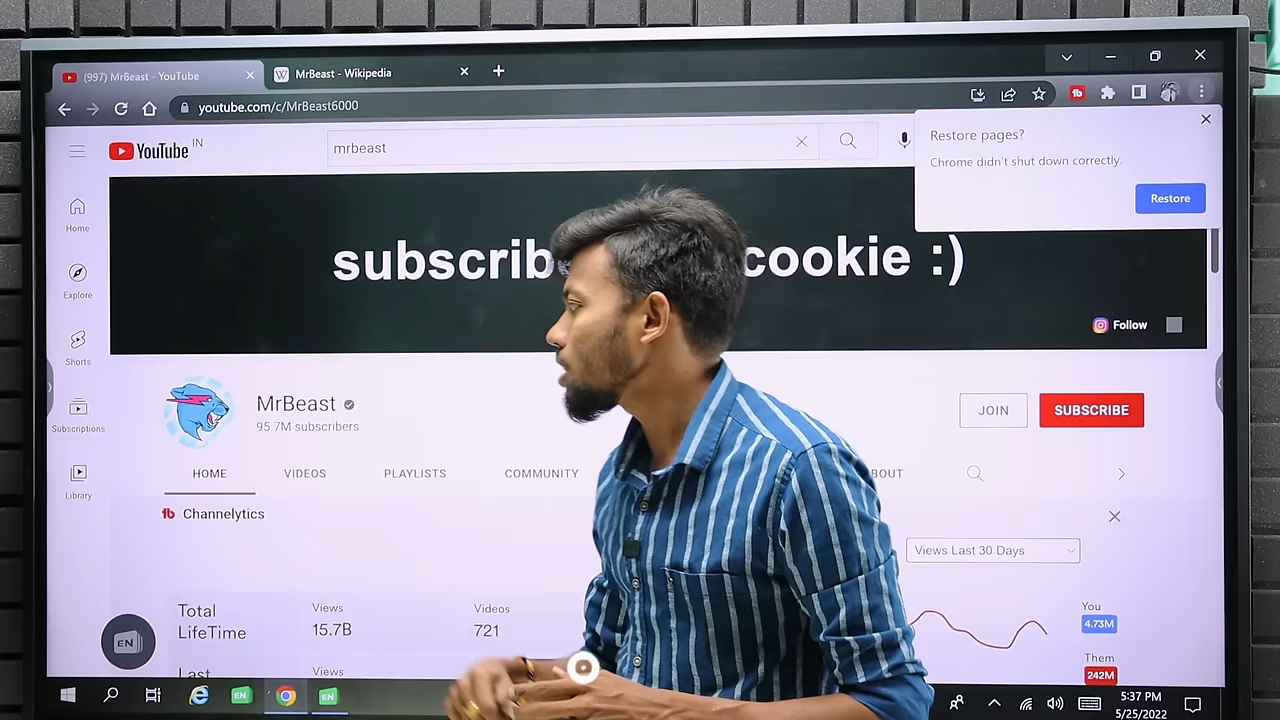 (997) MrBeast - YouTube
MrBeast - Wikipedia
youtube.com/c/MrBeast6000
YouTube IN
mrbeast
Restore pages?
Chrome didn't shut down correctly.
Restore
Home
Explore
Shorts
Subscriptions
Library
subscrib cookie :)
Follow
MrBeast
95.7M subscribers
JOIN
SUBSCRIBE
HOME VIDEOS PLAYLISTS COMMUNITY BOUT
tb Channelytics
Views Last 30 Days
Total LifeTime
Views
15.7B
Videos
721
You
4.73M
Them
242M
Last
Views
EN
EN
EN
5:37 PM
5/25/2022